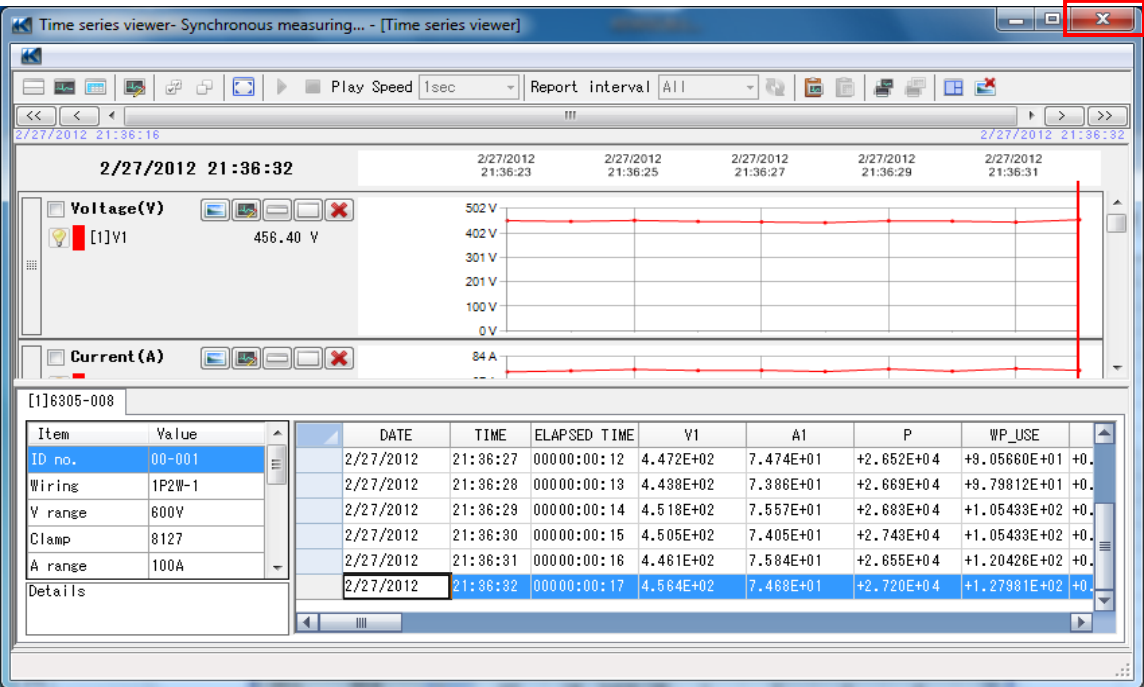 Time series viewer- Synchronous measuring... - [Time series viewer]
Play Speed 1sec Report interval All
<< < > >>
2/27/2012 21:36:16 2/27/2012 21:36:32
2/27/2012 21:36:32
2/27/2012 2/27/2012 2/27/2012 2/27/2012 2/27/2012
21:36:23 21:36:25 21:36:27 21:36:29 21:36:31
Voltage(V)
[1]V1 456.40 V
502 V
402 V
301 V
201 V
100 V
0 V
Current(A)
84 A
[1]6305-008
Item Value
ID no. 00-001
Wiring 1P2W-1
V range 600V
Clamp 8127
A range 100A
Details
DATE TIME ELAPSED TIME V1 A1 P WP_USE
2/27/2012 21:36:27 00000:00:12 4.472E+02 7.474E+01 +2.652E+04 +9.05660E+01 +0.
2/27/2012 21:36:28 00000:00:13 4.438E+02 7.386E+01 +2.669E+04 +9.79812E+01 +0.
2/27/2012 21:36:29 00000:00:14 4.518E+02 7.557E+01 +2.683E+04 +1.05433E+02 +0.
2/27/2012 21:36:30 00000:00:15 4.505E+02 7.405E+01 +2.743E+04 +1.05433E+02 +0.
2/27/2012 21:36:31 00000:00:16 4.461E+02 7.584E+01 +2.655E+04 +1.20426E+02 +0.
2/27/2012 21:36:32 00000:00:17 4.564E+02 7.468E+01 +2.720E+04 +1.27981E+02 +0.